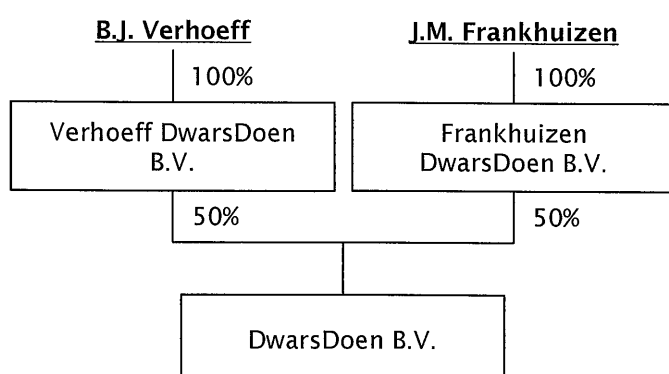 B.J. Verhoeff
J.M. Frankhuizen
100%
100%
Verhoeff DwarsDoen
B.V.
Frankhuizen
DwarsDoen B.V.
50%
50%
DwarsDoen B.V.